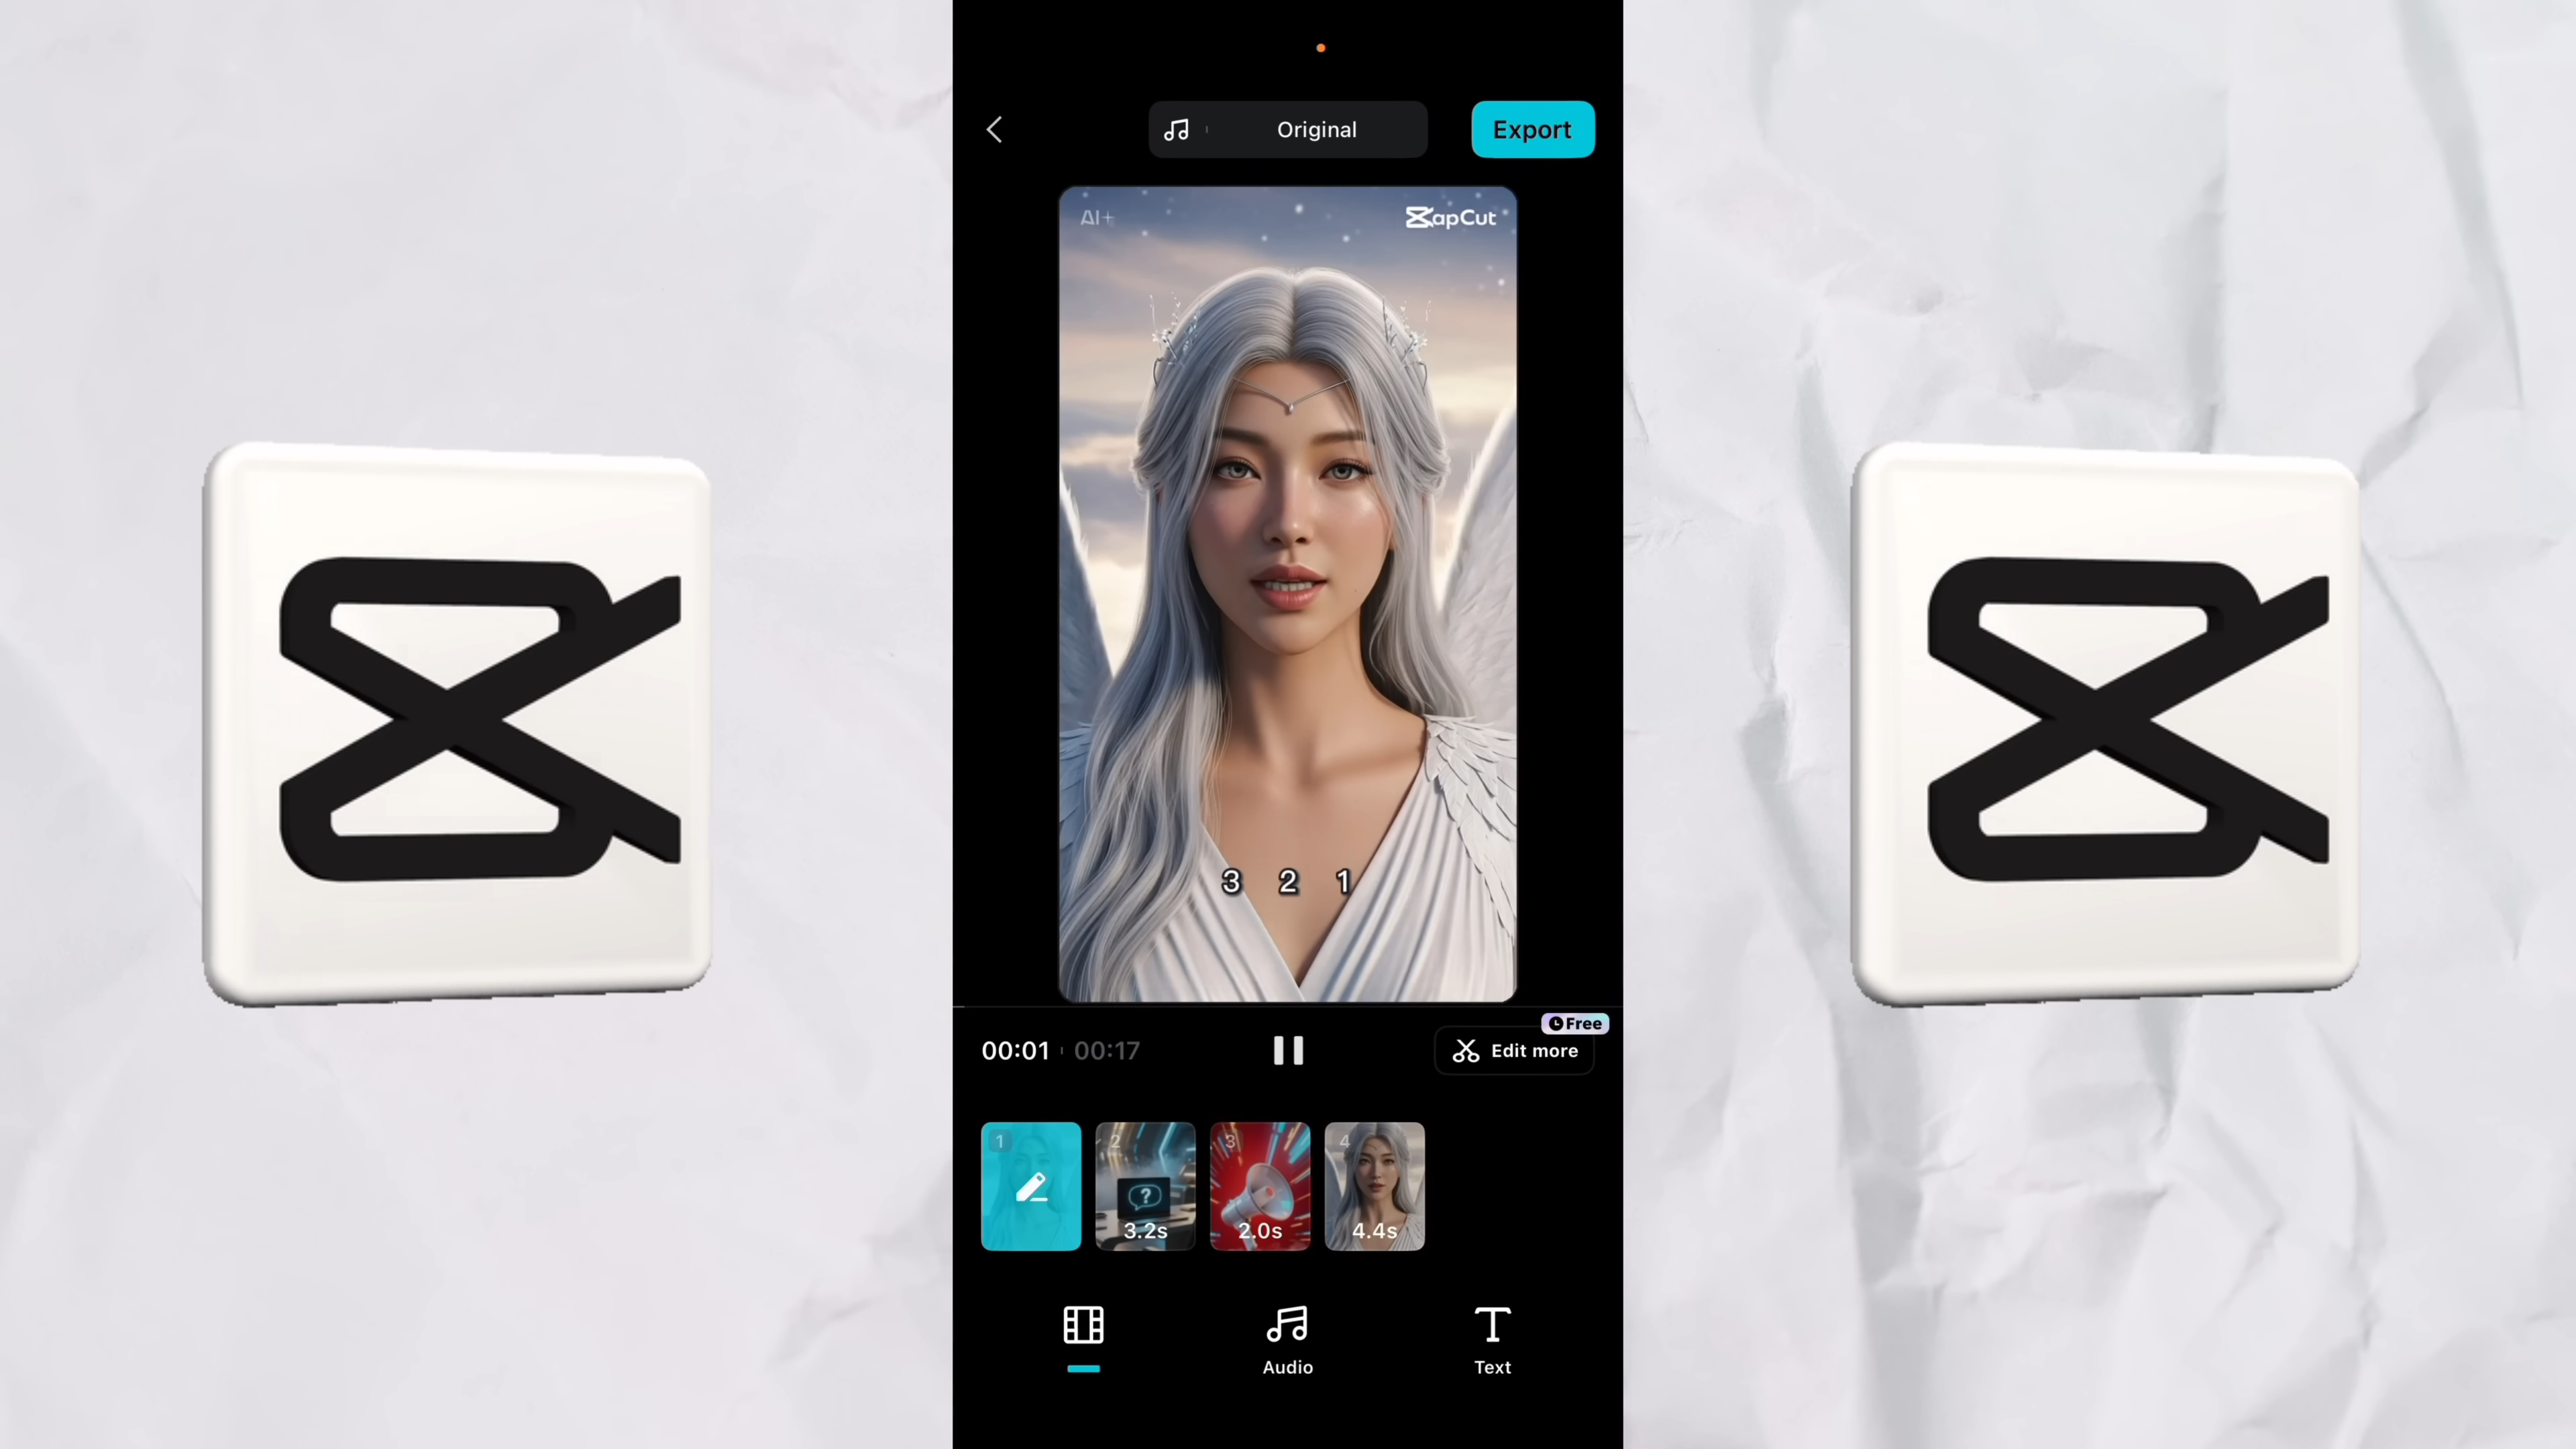 Original
Export
AI+
CapCut
3 2 1
Free
00:01 00:17
Edit more
1
2
?
3.2s
3
2.0s
4
4.4s
Audio
Text